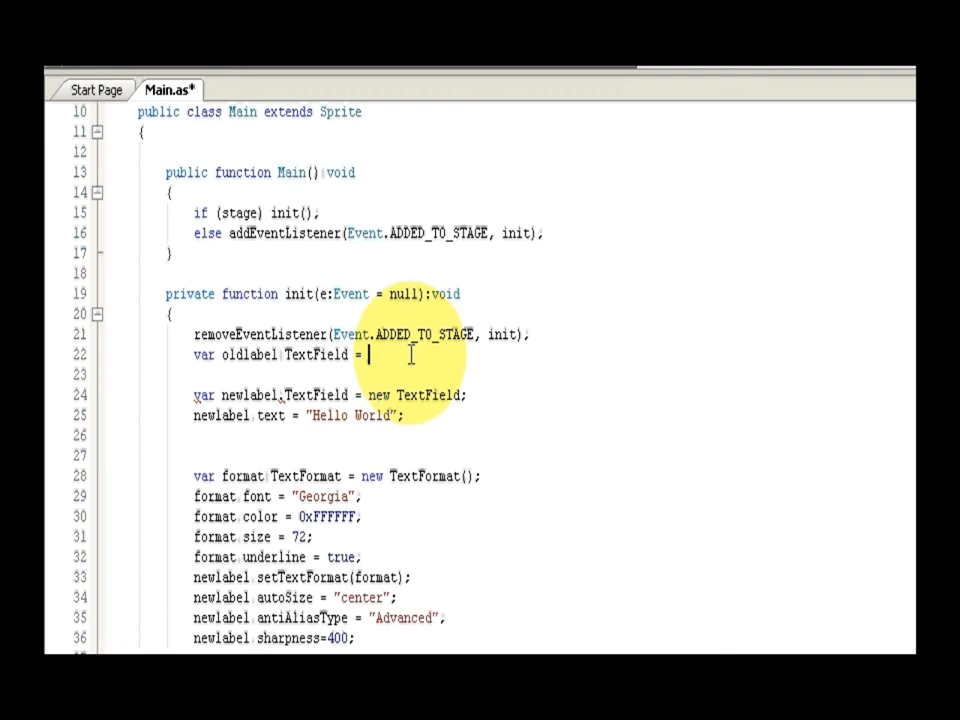 Start Page Main.as*
10 public class Main extends Sprite
11 {
12
13 public function Main():void
14 {
15 if (stage) init();
16 else addEventListener(Event.ADDED_TO_STAGE, init);
17 }
18
19 private function init(e:Event = null):void
20 {
21 removeEventListener(Event.ADDED_TO_STAGE, init);
22 var oldlabel:TextField =
23
24 var newlabel:TextField = new TextField;
25 newlabel.text = "Hello World";
26
27
28 var format:TextFormat = new TextFormat();
29 format.font = "Georgia";
30 format.color = 0xFFFFFF;
31 format.size = 72;
32 format.underline = true;
33 newlabel.setTextFormat(format);
34 newlabel.autoSize = "center";
35 newlabel.antiAliasType = "Advanced";
36 newlabel.sharpness=400;